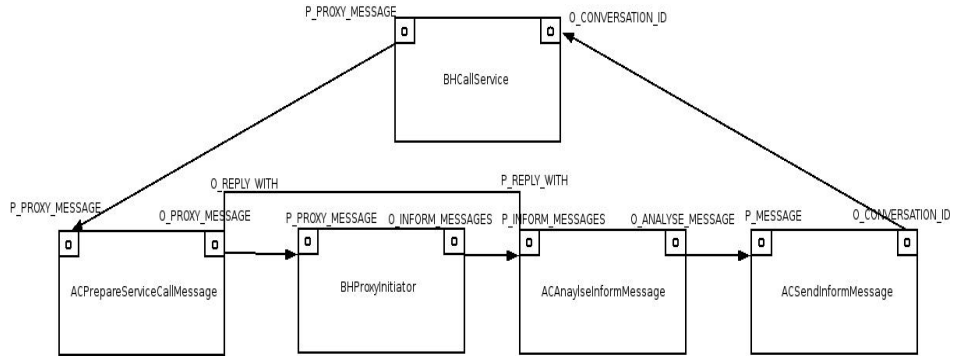 P_PROXY_MESSAGE
O_CONVERSATION_ID
o
o
BHCallService
O_REPLY_WITH
P_REPLY_WITH
P_PROXY_MESSAGE
O_PROXY_MESSAGE
P_PROXY_MESSAGE
O_INFORM_MESSAGES
P_INFORM_MESSAGES
O_ANALYSE_MESSAGE
P_MESSAGE
O_CONVERSATION_ID
o
o
o
o
o
o
o
o
ACPrepareServiceCallMessage
BHProxyInitiator
ACAnaylseInformMessage
ACSendInformMessage